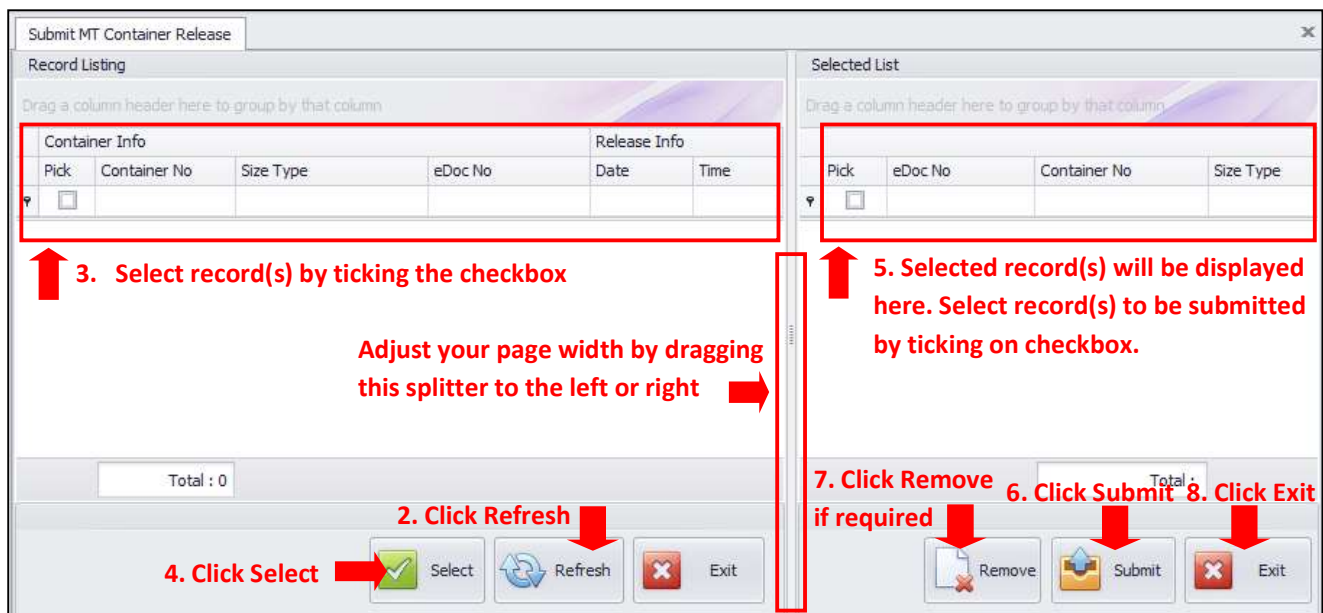 Submit MT Container Release
Record Listing
Drag a column header here to group by that column
Container Info Release Info
Pick Container No Size Type eDoc No Date Time
3. Select record(s) by ticking the checkbox
Adjust your page width by dragging
this splitter to the left or right
Total : 0
2. Click Refresh
4. Click Select
Select Refresh Exit
Selected List
Drag a column header here to group by that column
Pick eDoc No Container No Size Type
5. Selected record(s) will be displayed
here. Select record(s) to be submitted
by ticking on checkbox.
Total :
7. Click Remove
if required
6. Click Submit
8. Click Exit
Remove Submit Exit